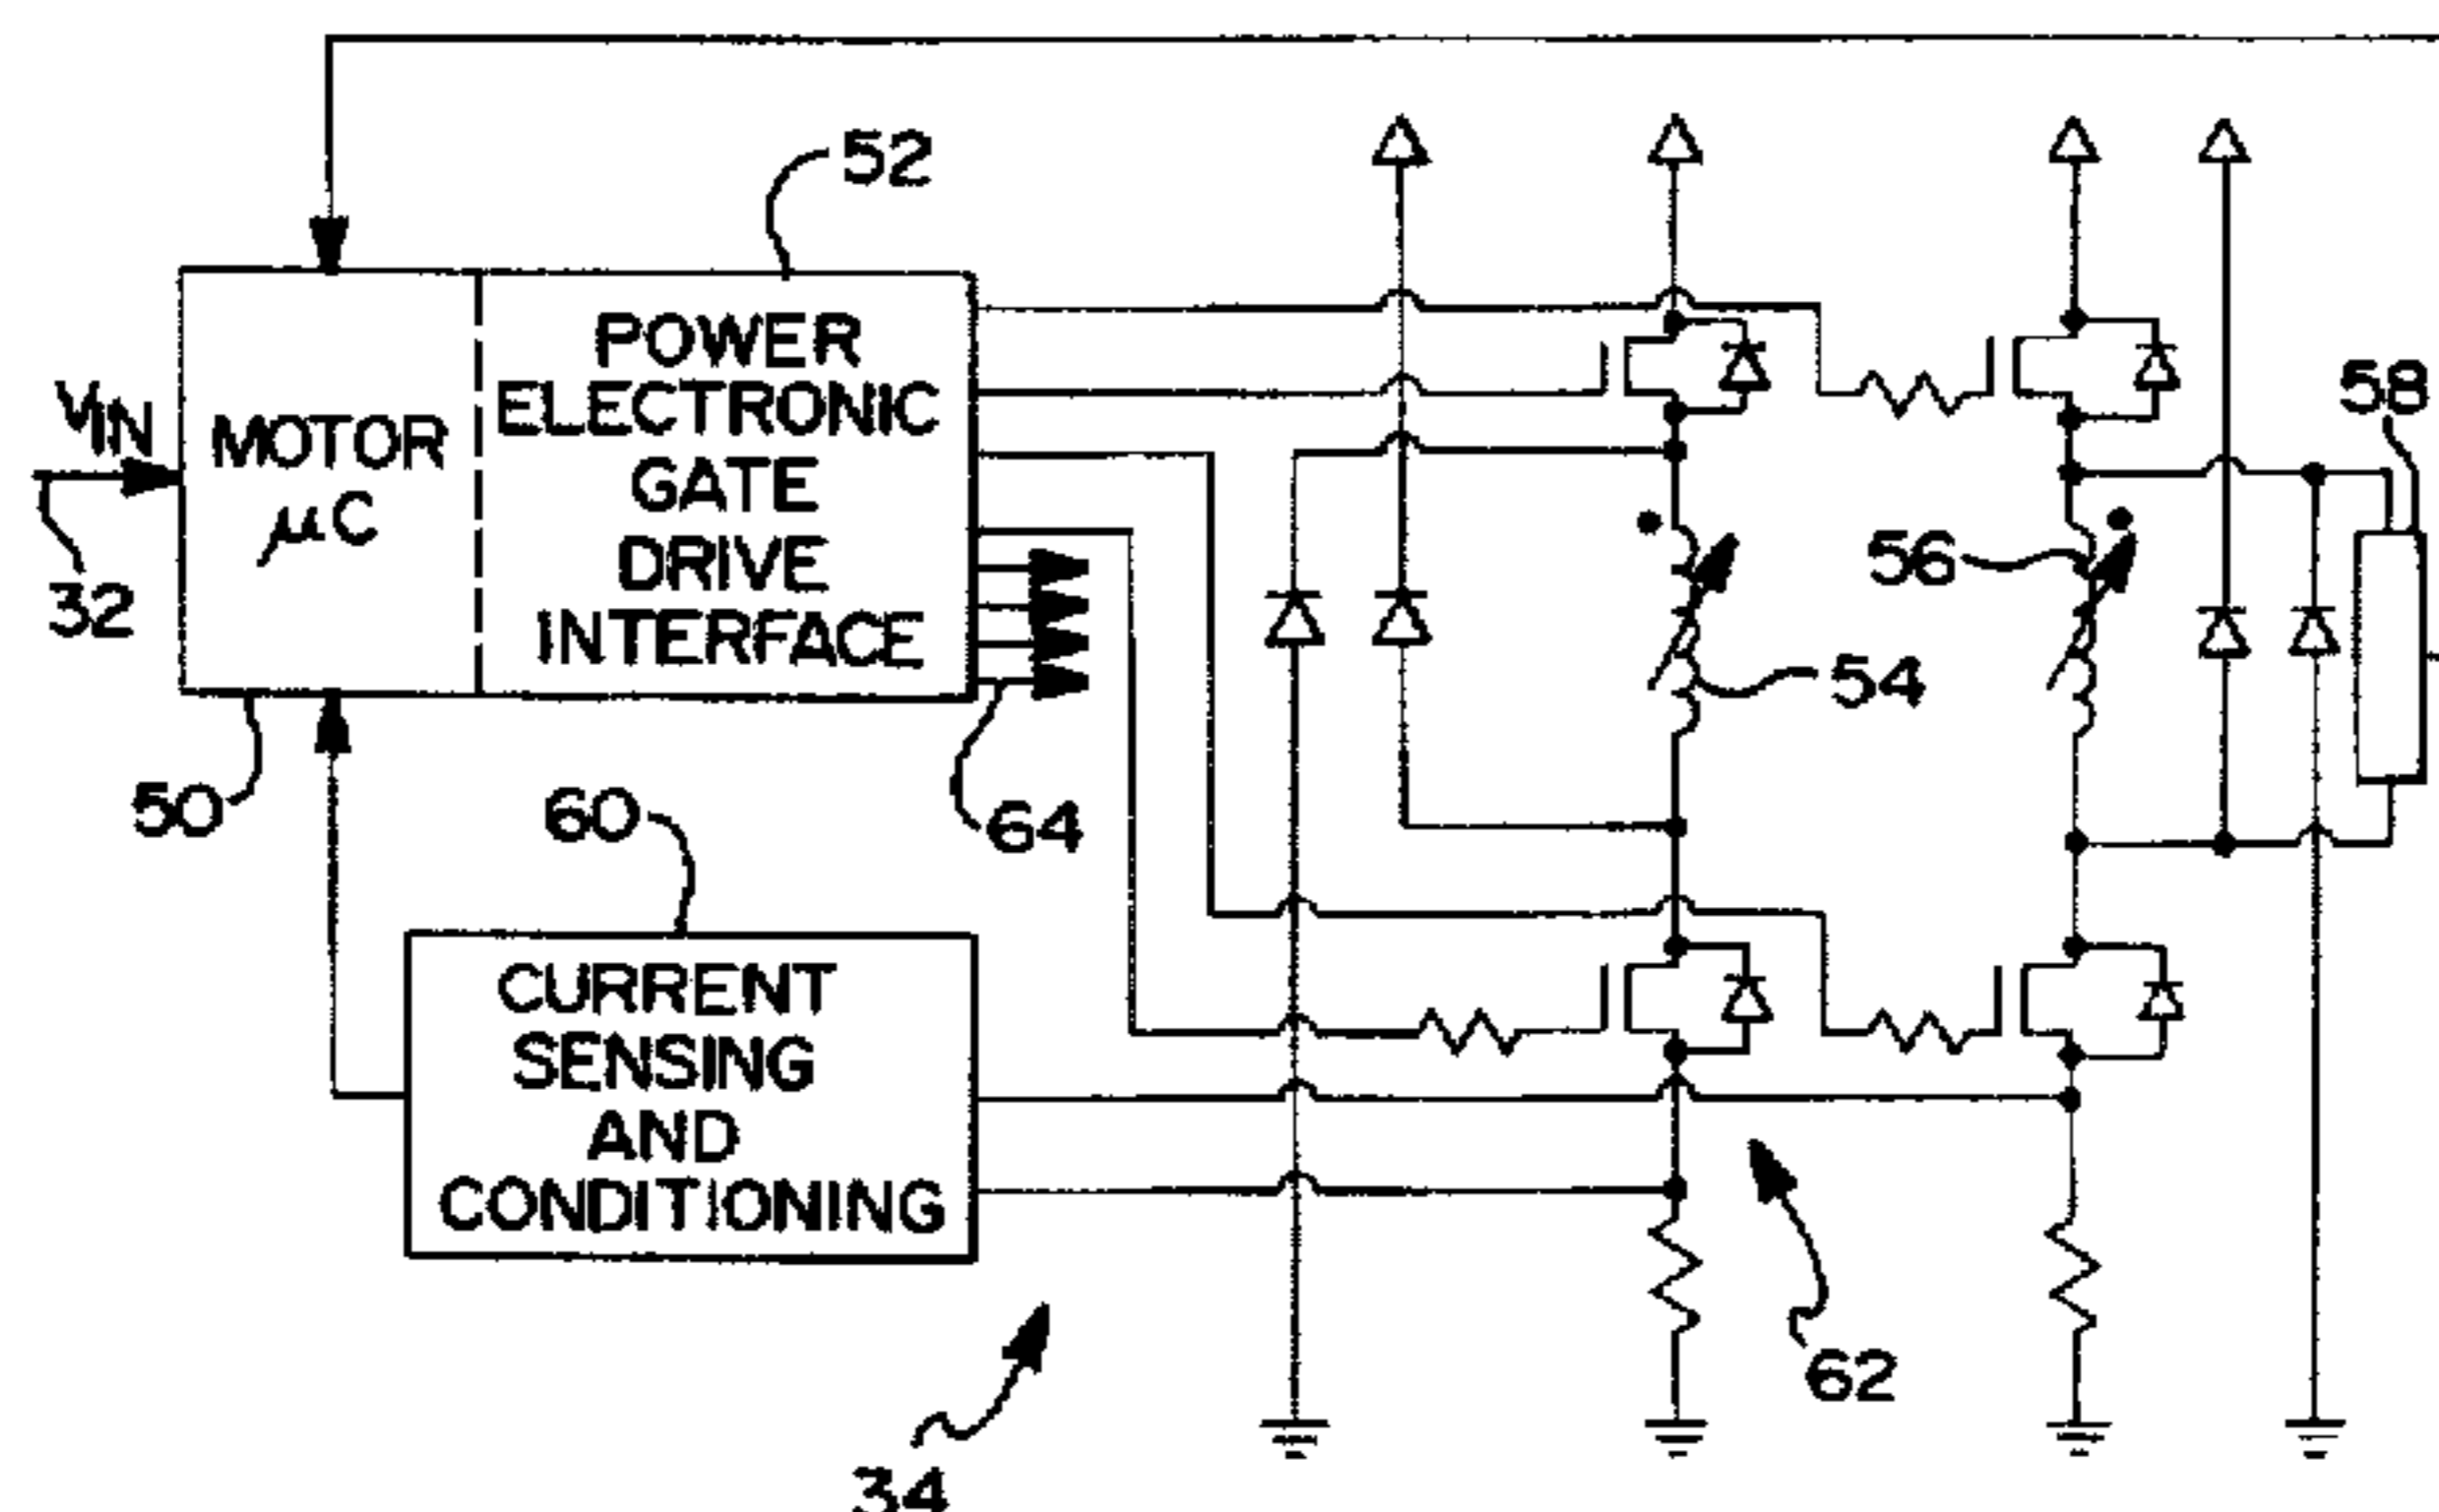 52
POWER
ELECTRONIC
GATE
DRIVE
INTERFACE
VIN
MOTOR
μC
32
50
58
56
54
60
64
CURRENT
SENSING
AND
CONDITIONING
62
34